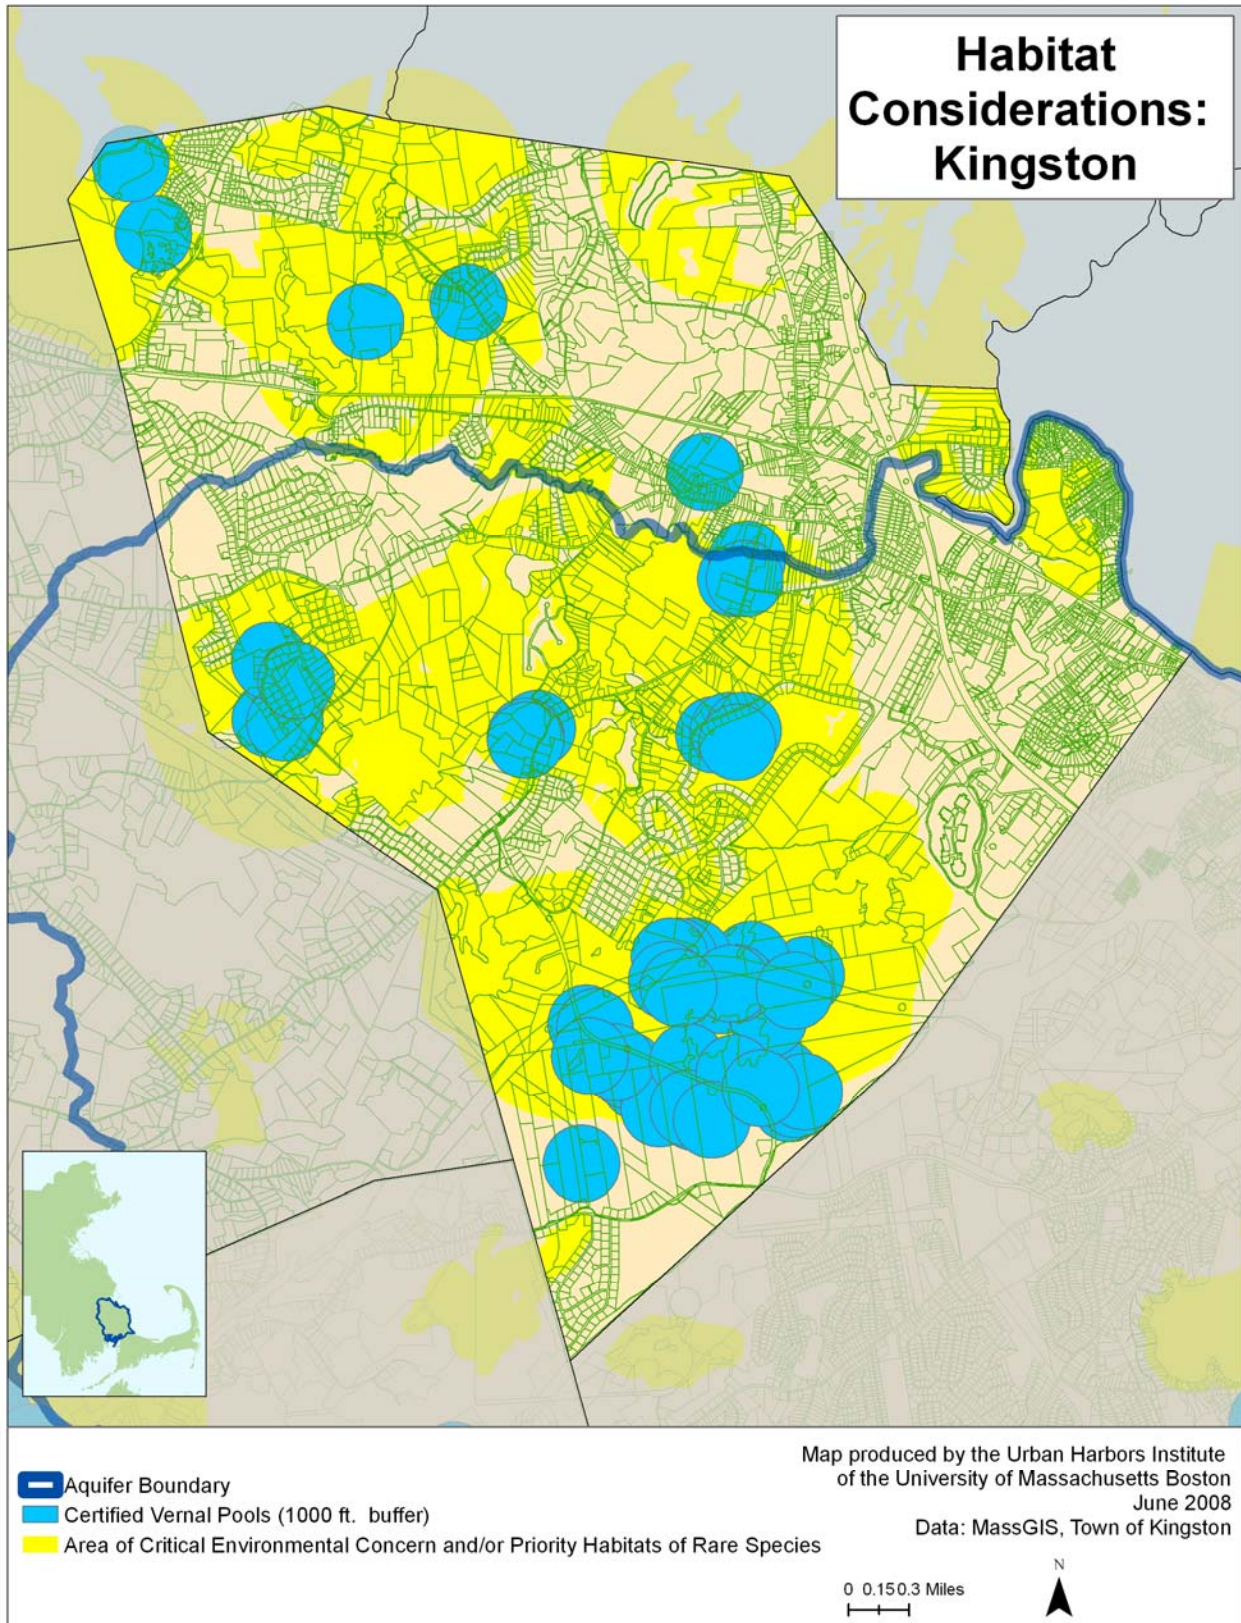 Habitat
Considerations:
Kingston
Aquifer Boundary
Certified Vernal Pools (1000 ft. buffer)
Area of Critical Environmental Concern and/or Priority Habitats of Rare Species
Map produced by the Urban Harbors Institute
of the University of Massachusetts Boston
June 2008
Data: MassGIS, Town of Kingston
N
0 0.15 0.3 Miles